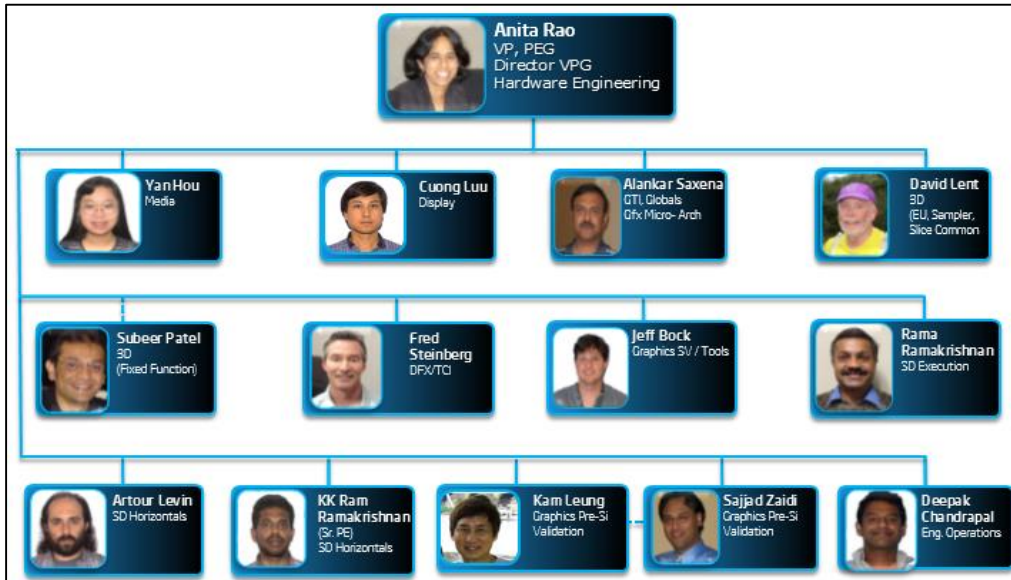 Anita Rao
VP, PEG
Director VPG
Hardware Engineering
Yan Hou
Media
Cuong Luu
Display
Alankar Saxena
GTI, Globals
Gfx Micro- Arch
David Lent
3D
(EU, Sampler,
Slice Common
Subeer Patel
3D
(Fixed Function)
Fred
Steinberg
DFX/TCI
Jeff Bock
Graphics SV / Tools
Rama
Ramakrishnan
SD Execution
Artour Levin
SD Horizontals
KK Ram
Ramakrishnan
(Sr. PE)
SD Horizontals
Kam Leung
Graphics Pre-Si
Validation
Sajjad Zaidi
Graphics Pre-Si
Validation
Deepak
Chandrapal
Eng. Operations